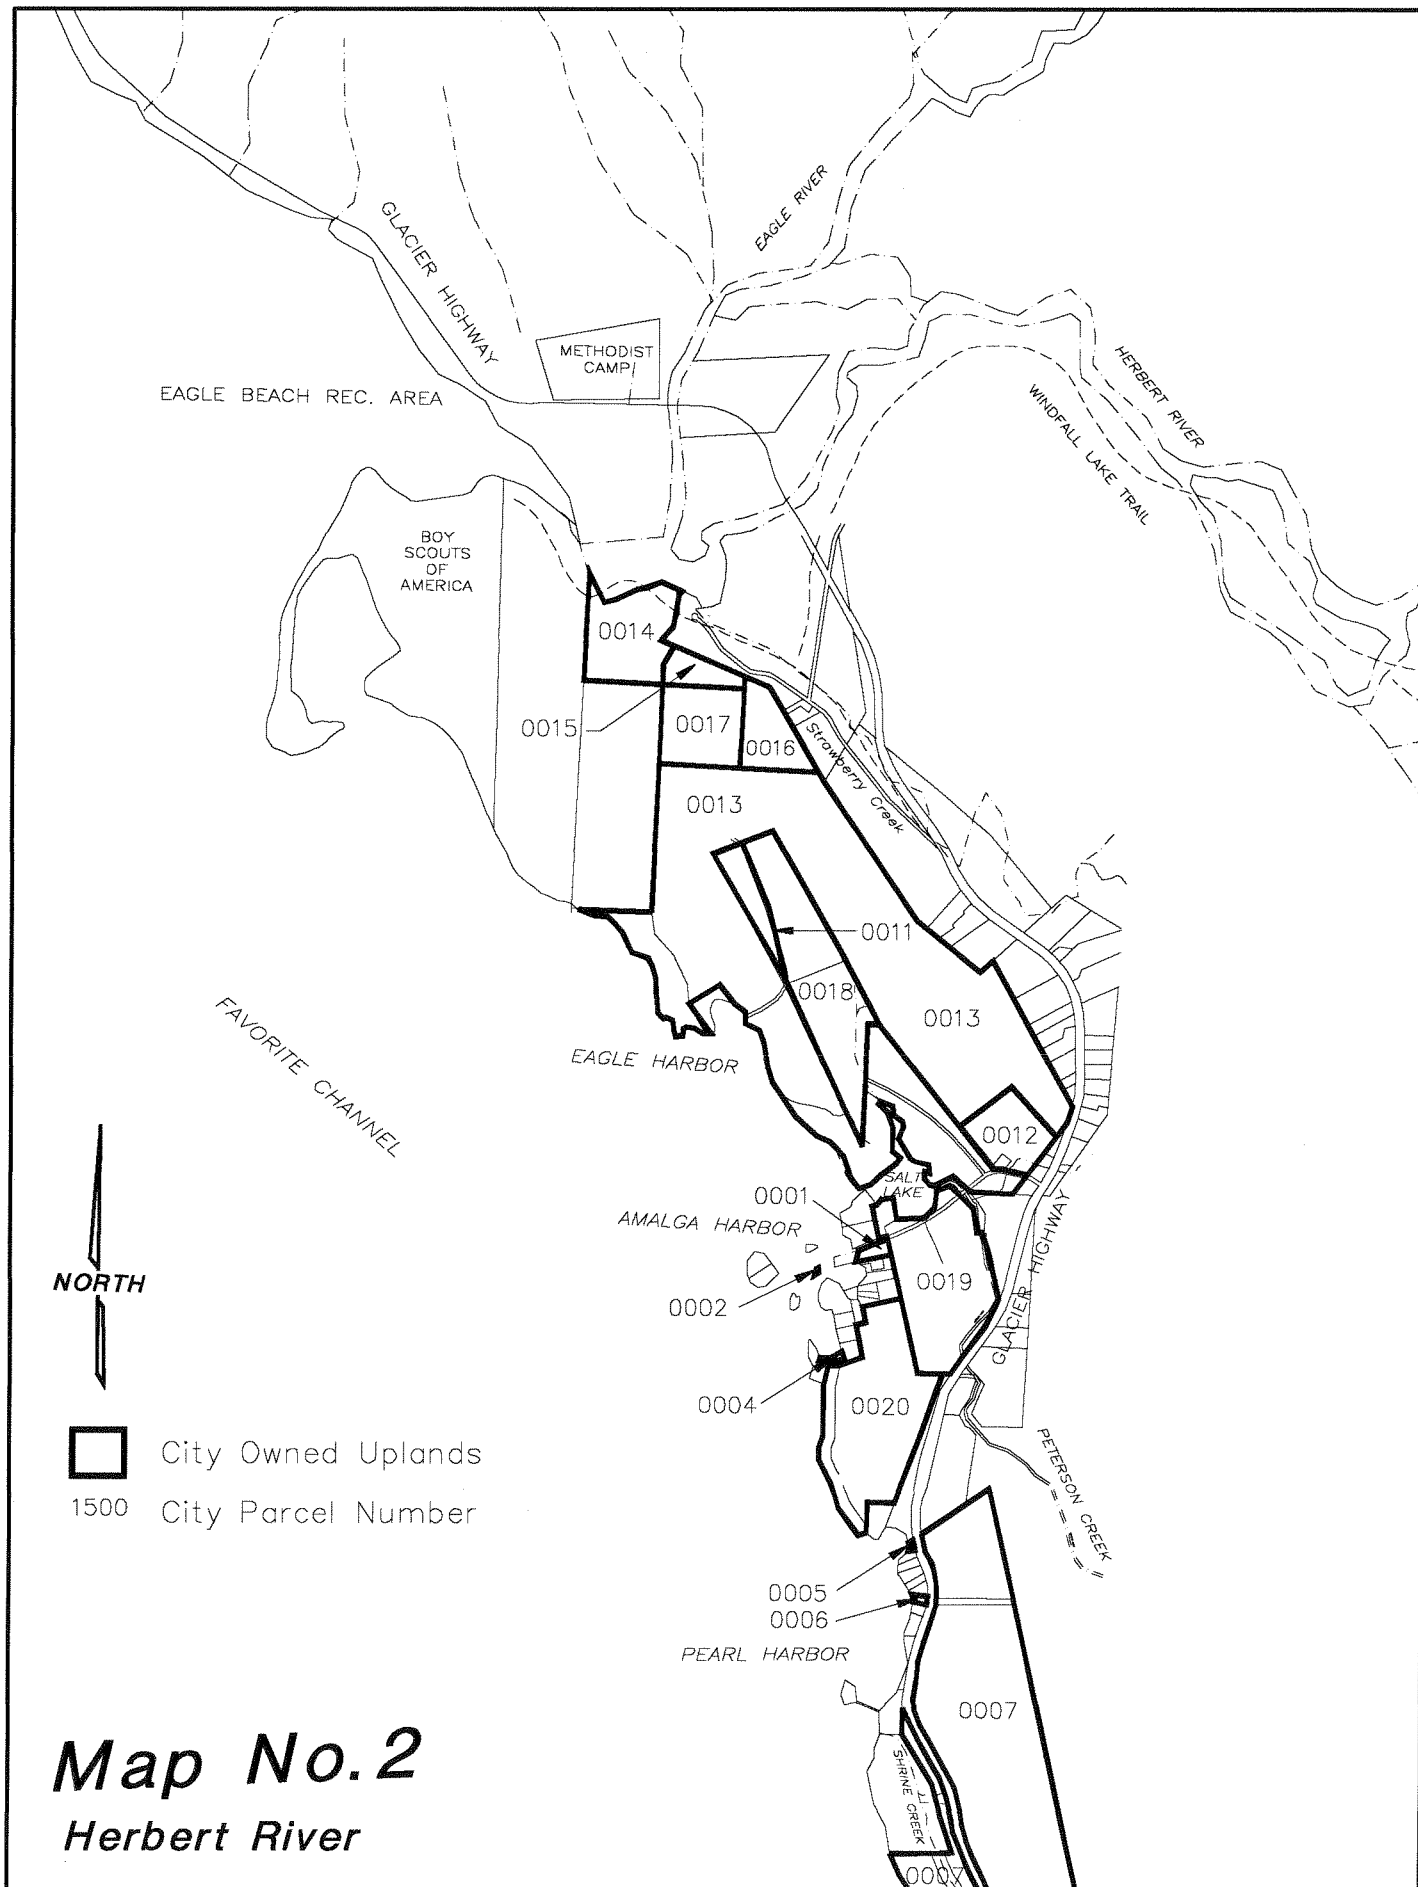 EAGLE RIVER
GLACIER HIGHWAY
METHODIST
CAMP
HERBERT RIVER
WINDFALL LAKE TRAIL
EAGLE BEACH REC. AREA
BOY
SCOUTS
OF
AMERICA
0014
0015
0017
0016
Strawberry Creek
0013
0011
0018
0013
FAVORITE CHANNEL
EAGLE HARBOR
0012
SALT
LAKE
0001
AMALGA HARBOR
0019
0002
GLACIER HIGHWAY
NORTH
0004
0020
City Owned Uplands
1500 City Parcel Number
PETERSON CREEK
0005
0006
PEARL HARBOR
0007
SHRINE CREEK
Map No.2
Herbert River
0007